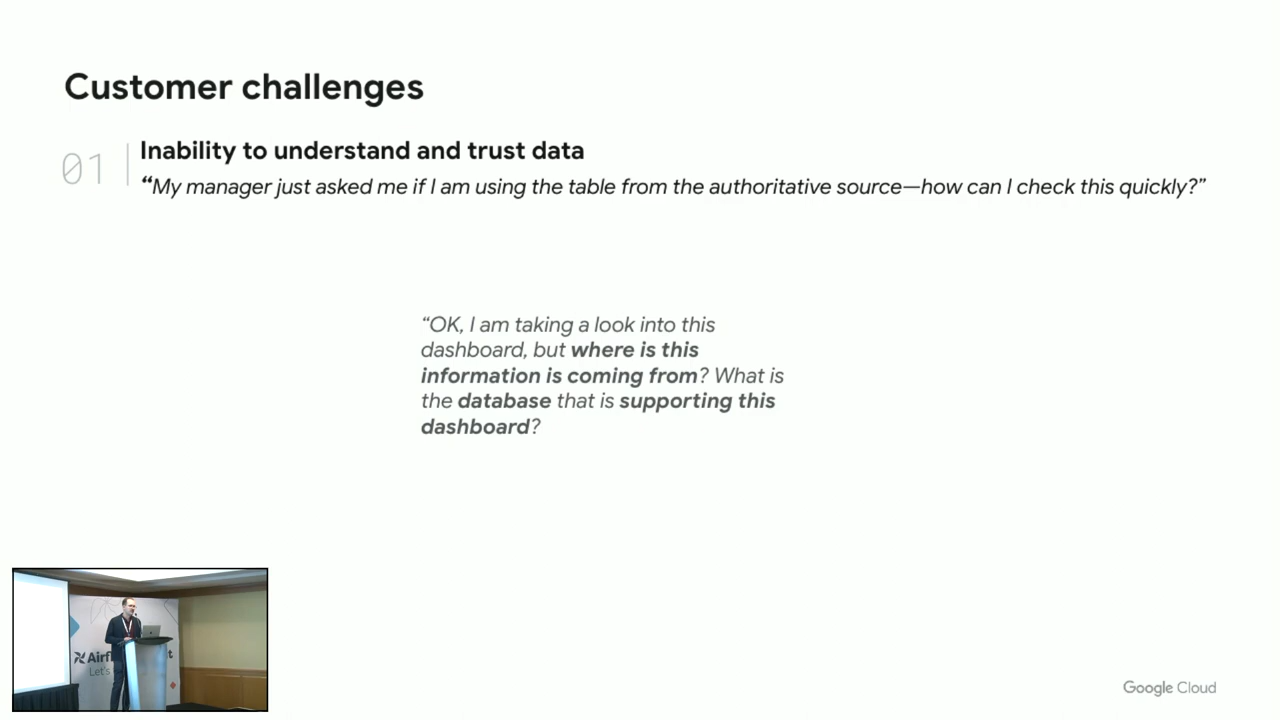 Customer challenges
01
Inability to understand and trust data
“My manager just asked me if I am using the table from the authoritative source—how can I check this quickly?”
“OK, I am taking a look into this
dashboard, but where is this
information is coming from? What is
the database that is supporting this
dashboard?
Let's
Google Cloud